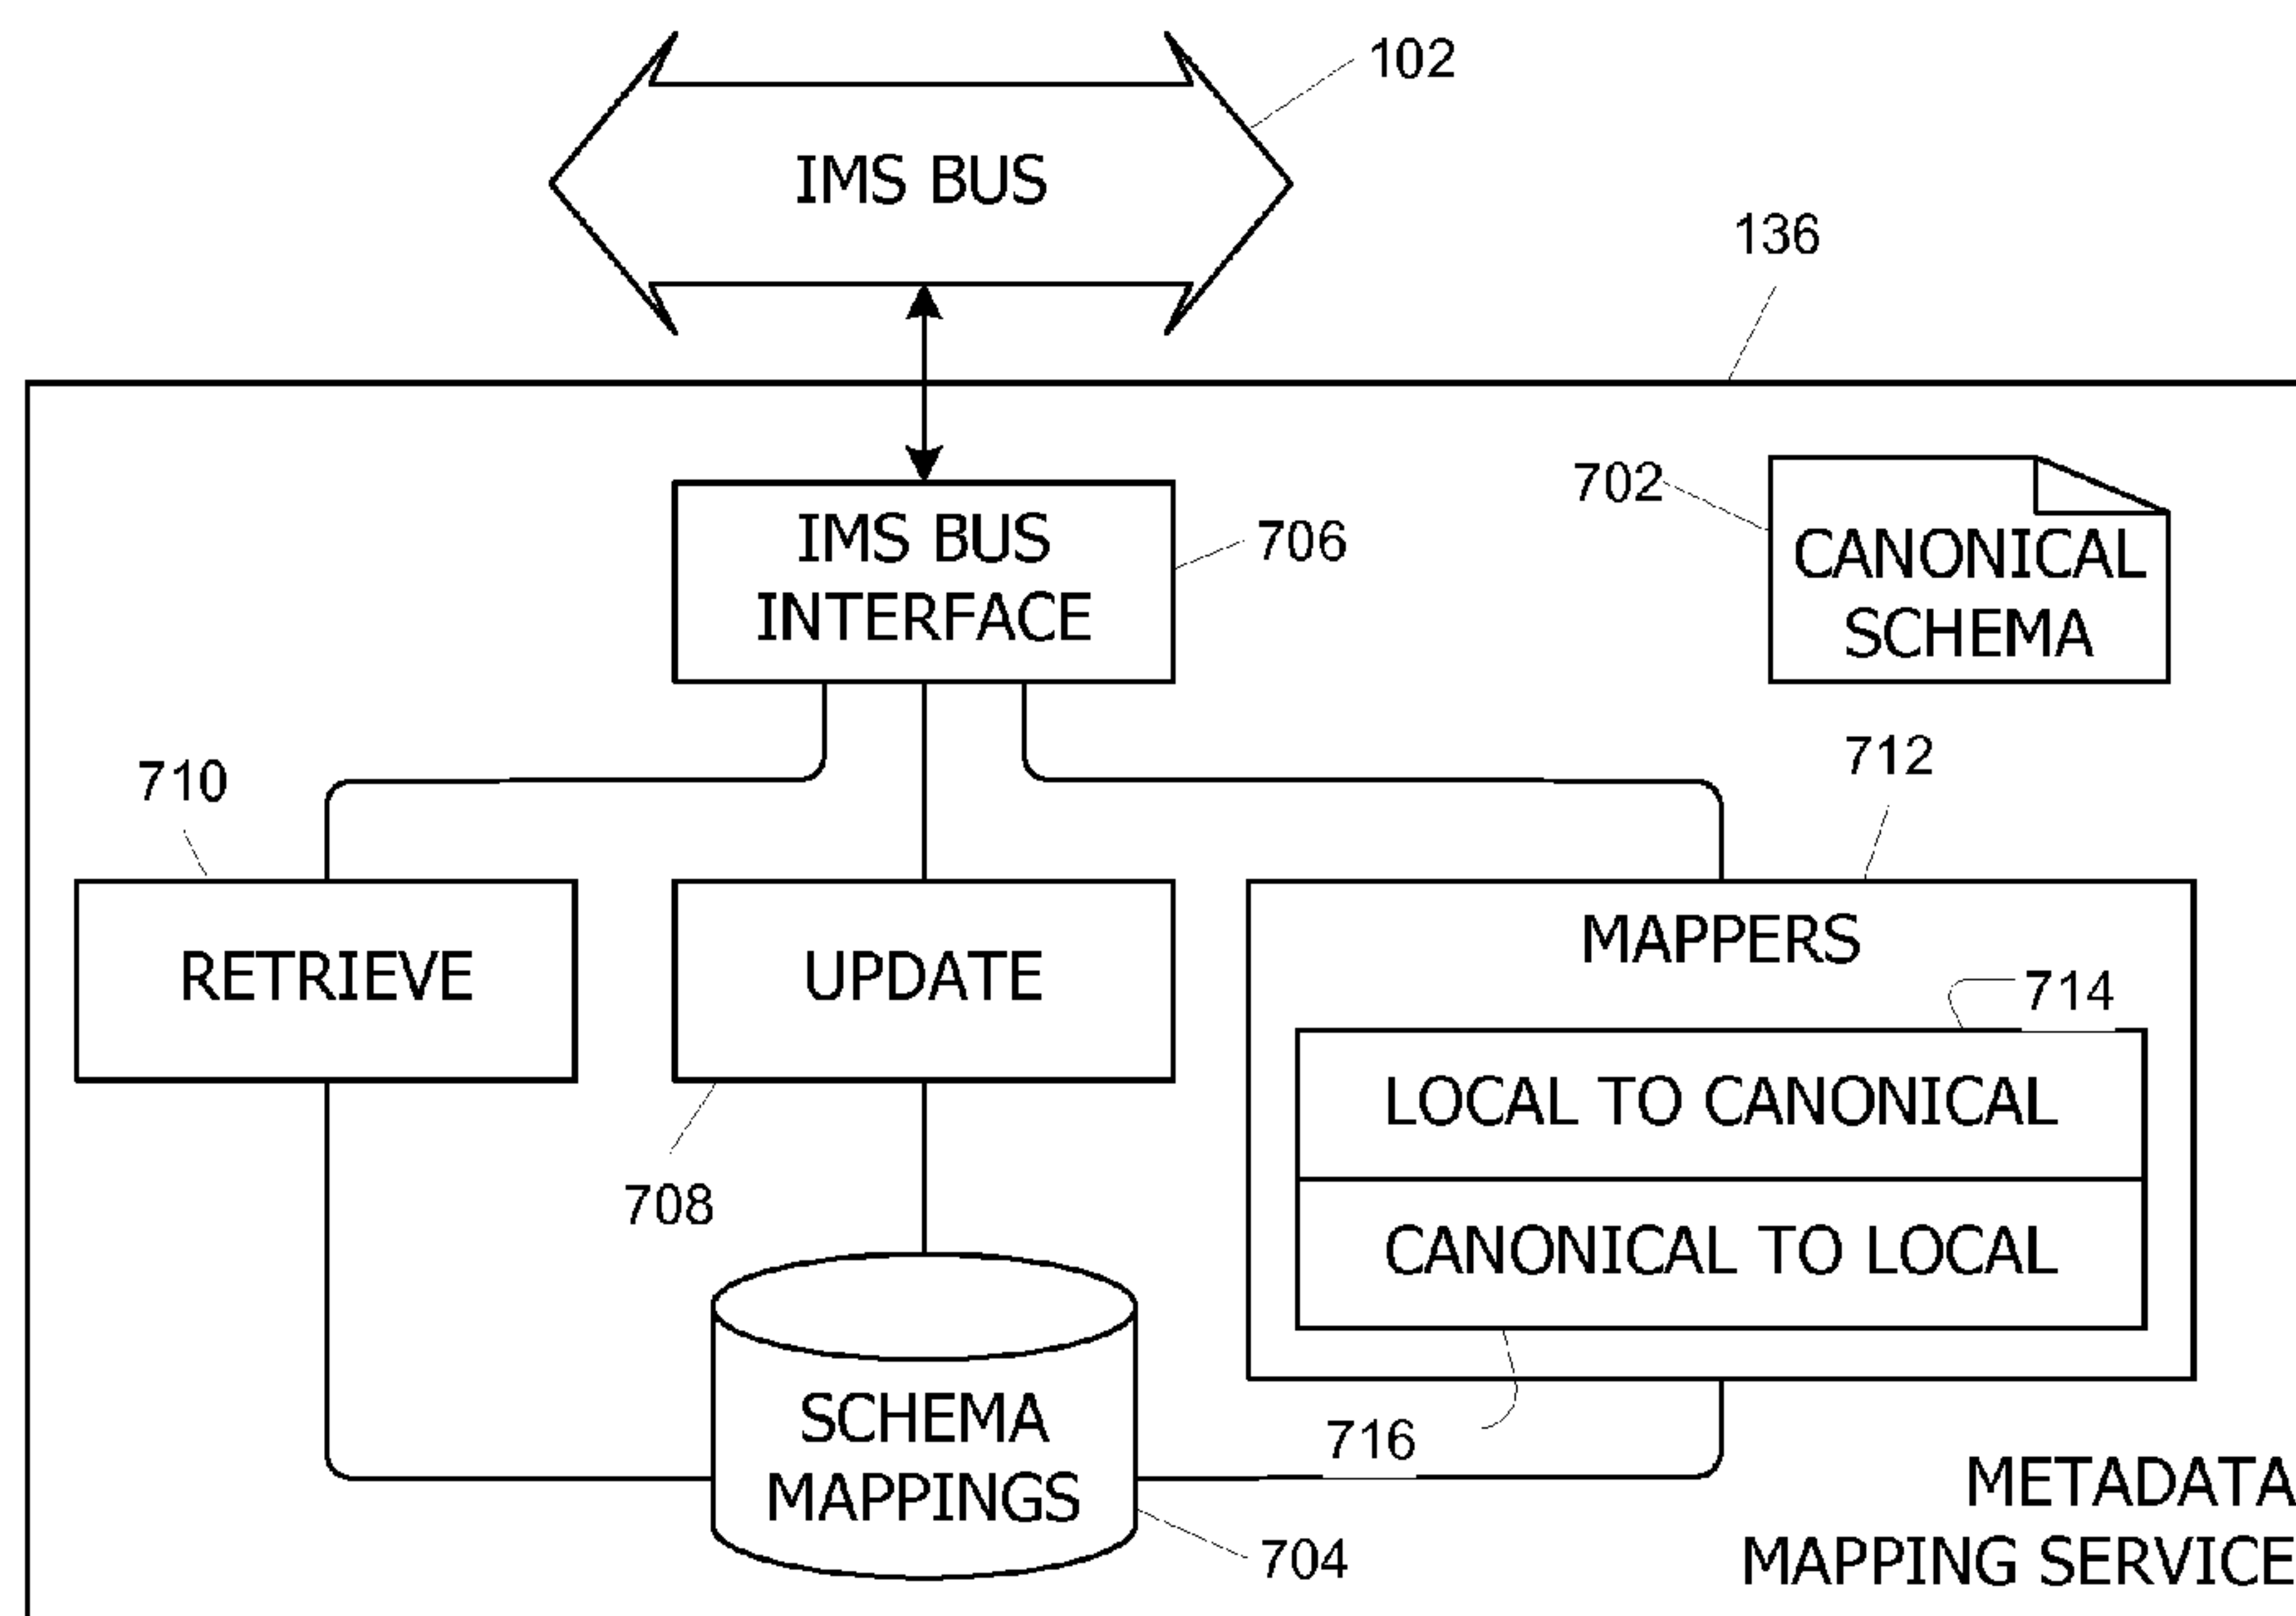 102
IMS BUS
136
702
CANONICAL
SCHEMA
IMS BUS
INTERFACE
706
710
712
RETRIEVE
UPDATE
MAPPERS
714
LOCAL TO CANONICAL
CANONICAL TO LOCAL
708
716
SCHEMA
MAPPINGS
704
METADATA
MAPPING SERVICE